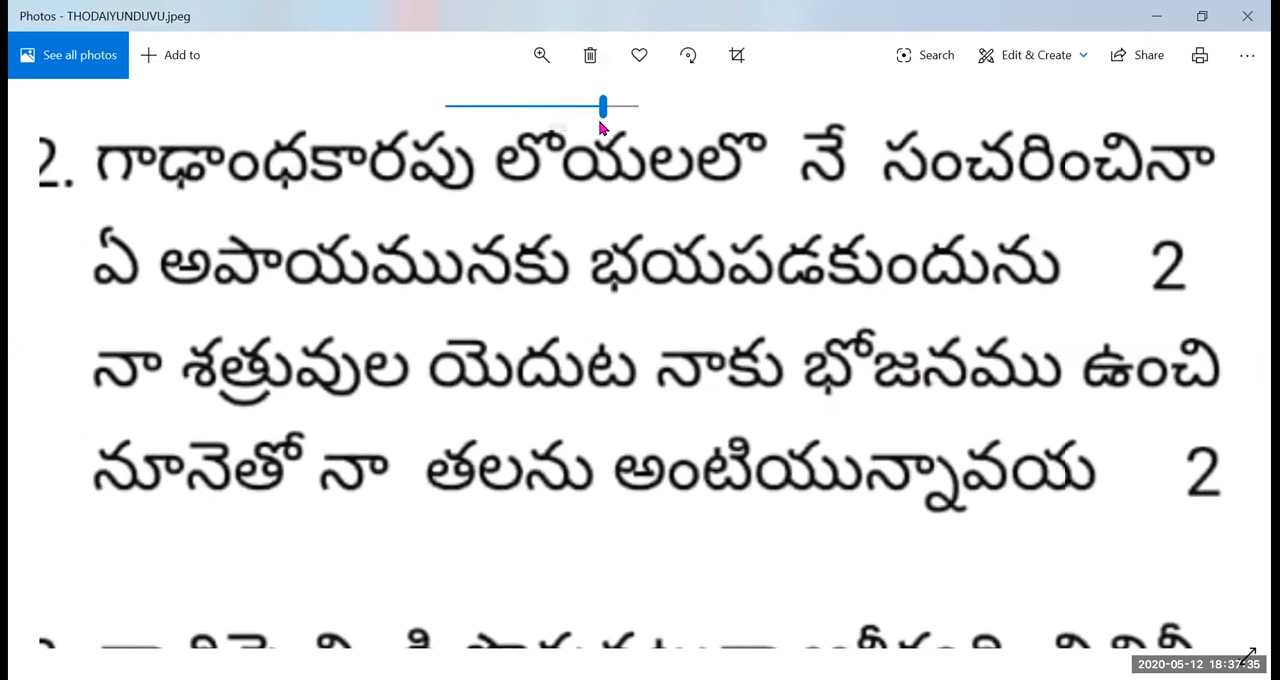 Photos - THODAIYUNDUVU.jpeg
See all photos
Add to
Search
Edit & Create
Share
2. గాఢాంధకారపు లోయలలొ నే సంచరించినా
ఏ అపాయమునకు భయపడకుందును 2
నా శత్రువుల యెదుట నాకు భోజనము ఉంచి
నూనెతో నా తలను అంటియున్నావయ 2
2020-05-12 18:37:35